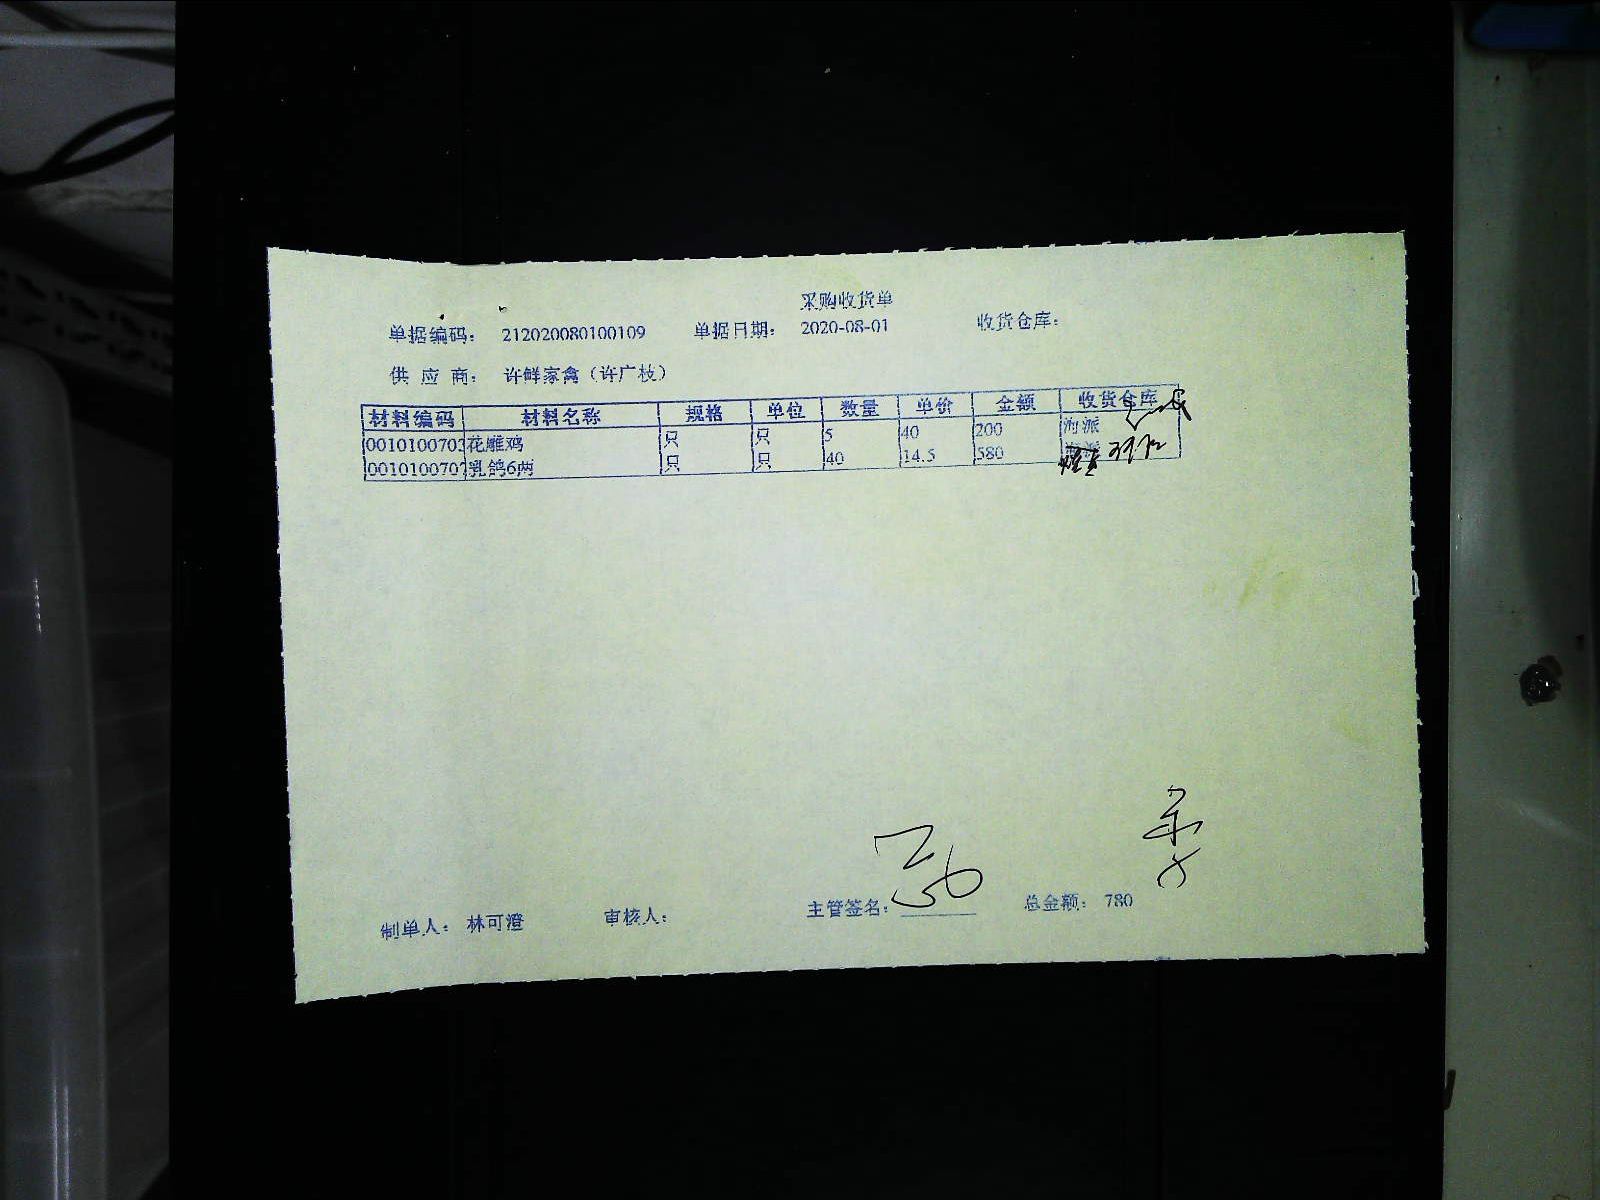 采购收货单
单据编码： 212020080100109 单据日期： 2020-08-01 收货仓库：
供 应 商： 许鲜家禽（许广枝）
材料编码 材料名称 规格 单位 数量 单价 金额 收货仓库
0010100703 花雕鸡 只 只 5 40 200 海派
0010100707 乳鸽6两 只 只 40 14.5 580
制单人： 林可澄 审核人： 主管签名： 总金额： 780